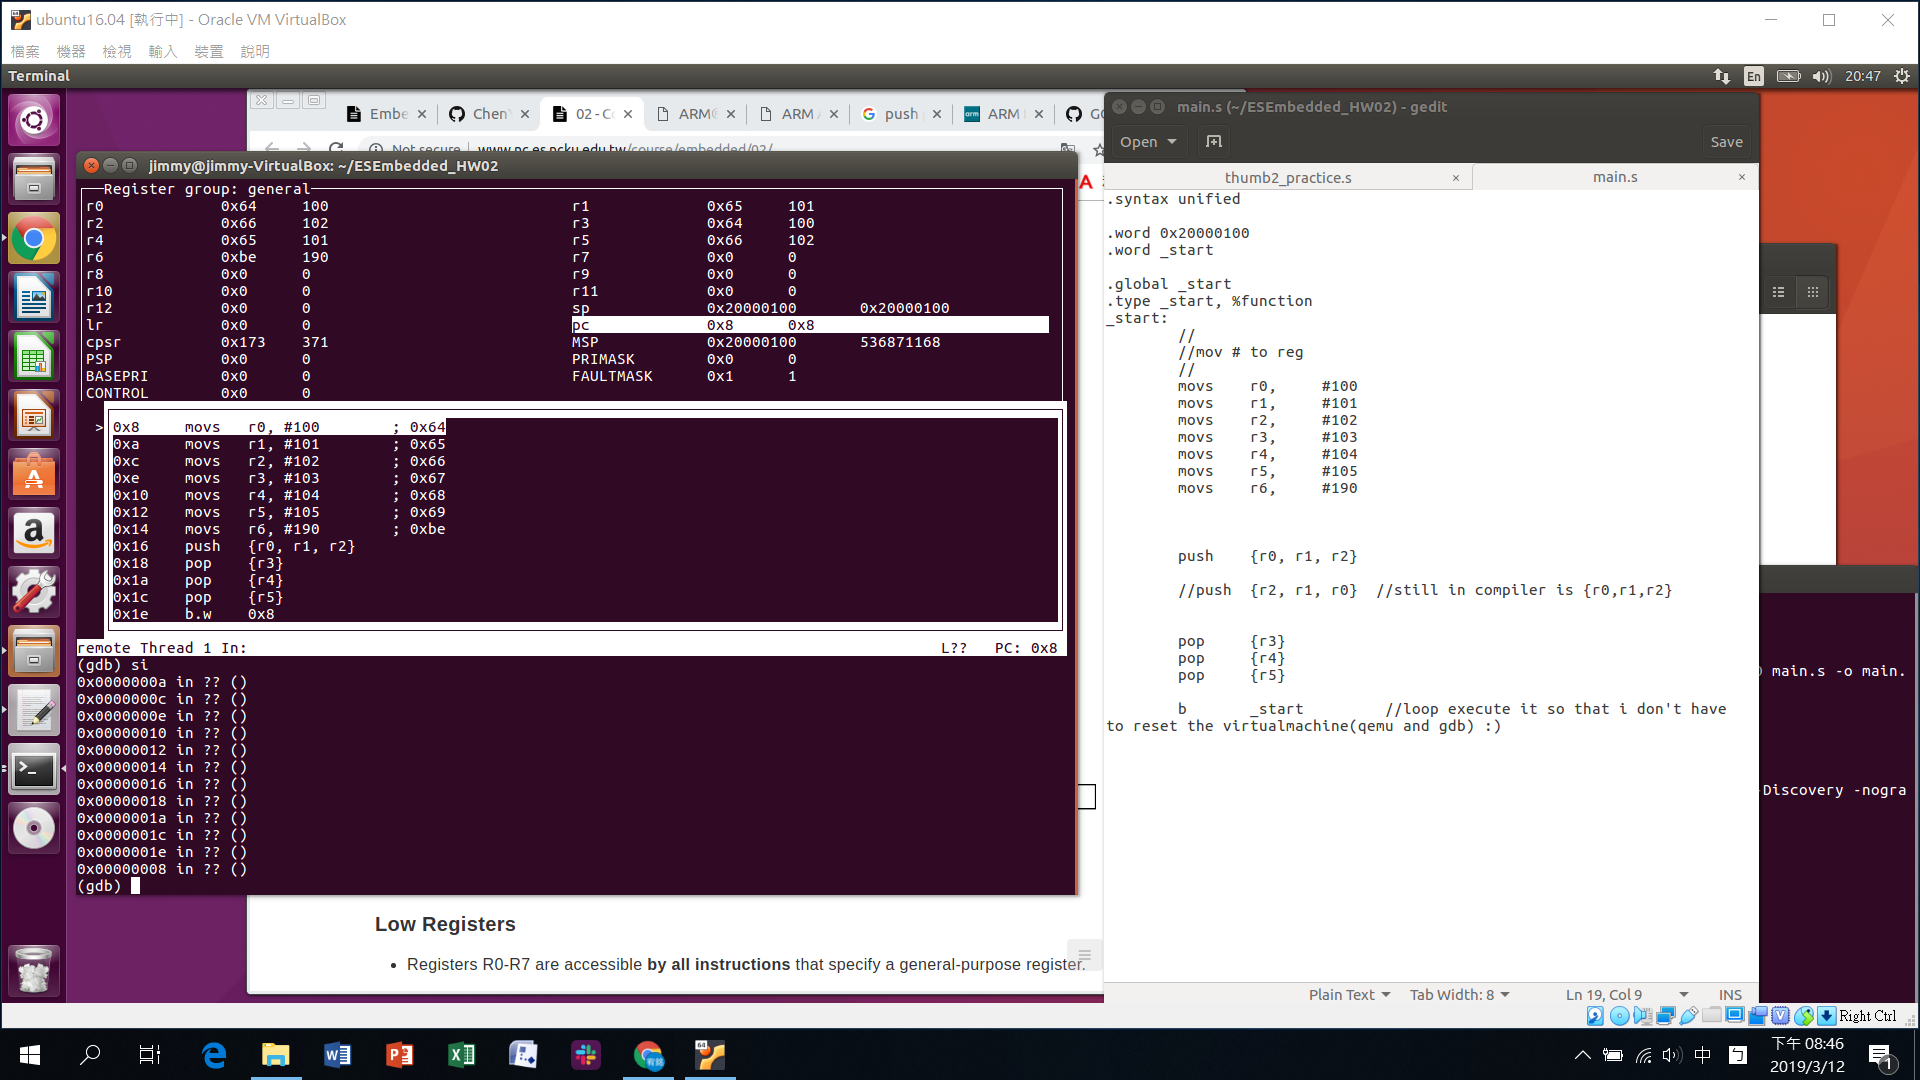 ubuntu16.04 [執行中] - Oracle VM VirtualBox
檔案 機器 檢視 輸入 裝置 說明
Terminal
En
20:47
Embe
ChenY
02 - Co
ARM®
ARM
push
ARM
Not secure | www.nc.es.ncku.edu.tw/course/embedded/02/
jimmy@jimmy-VirtualBox: ~/ESEmbedded_HW02
Register group: general
r0 0x64 100 r1 0x65 101
r2 0x66 102 r3 0x64 100
r4 0x65 101 r5 0x66 102
r6 0xbe 190 r7 0x0 0
r8 0x0 0 r9 0x0 0
r10 0x0 0 r11 0x0 0
r12 0x0 0 sp 0x20000100 0x20000100
lr 0x0 0 pc 0x8 0x8
cpsr 0x173 371 MSP 0x20000100 536871168
PSP 0x0 0 PRIMASK 0x0 0
BASEPRI 0x0 0 FAULTMASK 0x1 1
CONTROL 0x0 0
> 0x8 movs r0, #100 ; 0x64
0xa movs r1, #101 ; 0x65
0xc movs r2, #102 ; 0x66
0xe movs r3, #103 ; 0x67
0x10 movs r4, #104 ; 0x68
0x12 movs r5, #105 ; 0x69
0x14 movs r6, #190 ; 0xbe
0x16 push {r0, r1, r2}
0x18 pop {r3}
0x1a pop {r4}
0x1c pop {r5}
0x1e b.w 0x8
remote Thread 1 In: L?? PC: 0x8
(gdb) si
0x0000000a in ?? ()
0x0000000c in ?? ()
0x0000000e in ?? ()
0x00000010 in ?? ()
0x00000012 in ?? ()
0x00000014 in ?? ()
0x00000016 in ?? ()
0x00000018 in ?? ()
0x0000001a in ?? ()
0x0000001c in ?? ()
0x0000001e in ?? ()
0x00000008 in ?? ()
(gdb)
Low Registers
• Registers R0-R7 are accessible by all instructions that specify a general-purpose register.
main.s (~/ESEmbedded_HW02) - gedit
Open
Save
thumb2_practice.s
main.s
.syntax unified
.word 0x20000100
.word _start
.global _start
.type _start, %function
_start:
//
//mov # to reg
//
movs r0, #100
movs r1, #101
movs r2, #102
movs r3, #103
movs r4, #104
movs r5, #105
movs r6, #190
push {r0, r1, r2}
//push {r2, r1, r0} //still in compiler is {r0,r1,r2}
pop {r3}
pop {r4}
pop {r5}
b _start //loop execute it so that i don't have
to reset the virtualmachine(qemu and gdb) :)
Plain Text Tab Width: 8 Ln 19, Col 9 INS
main.s -o main.
-Discovery -nogra
Right Ctrl
中
下午 08:46
2019/3/12
1